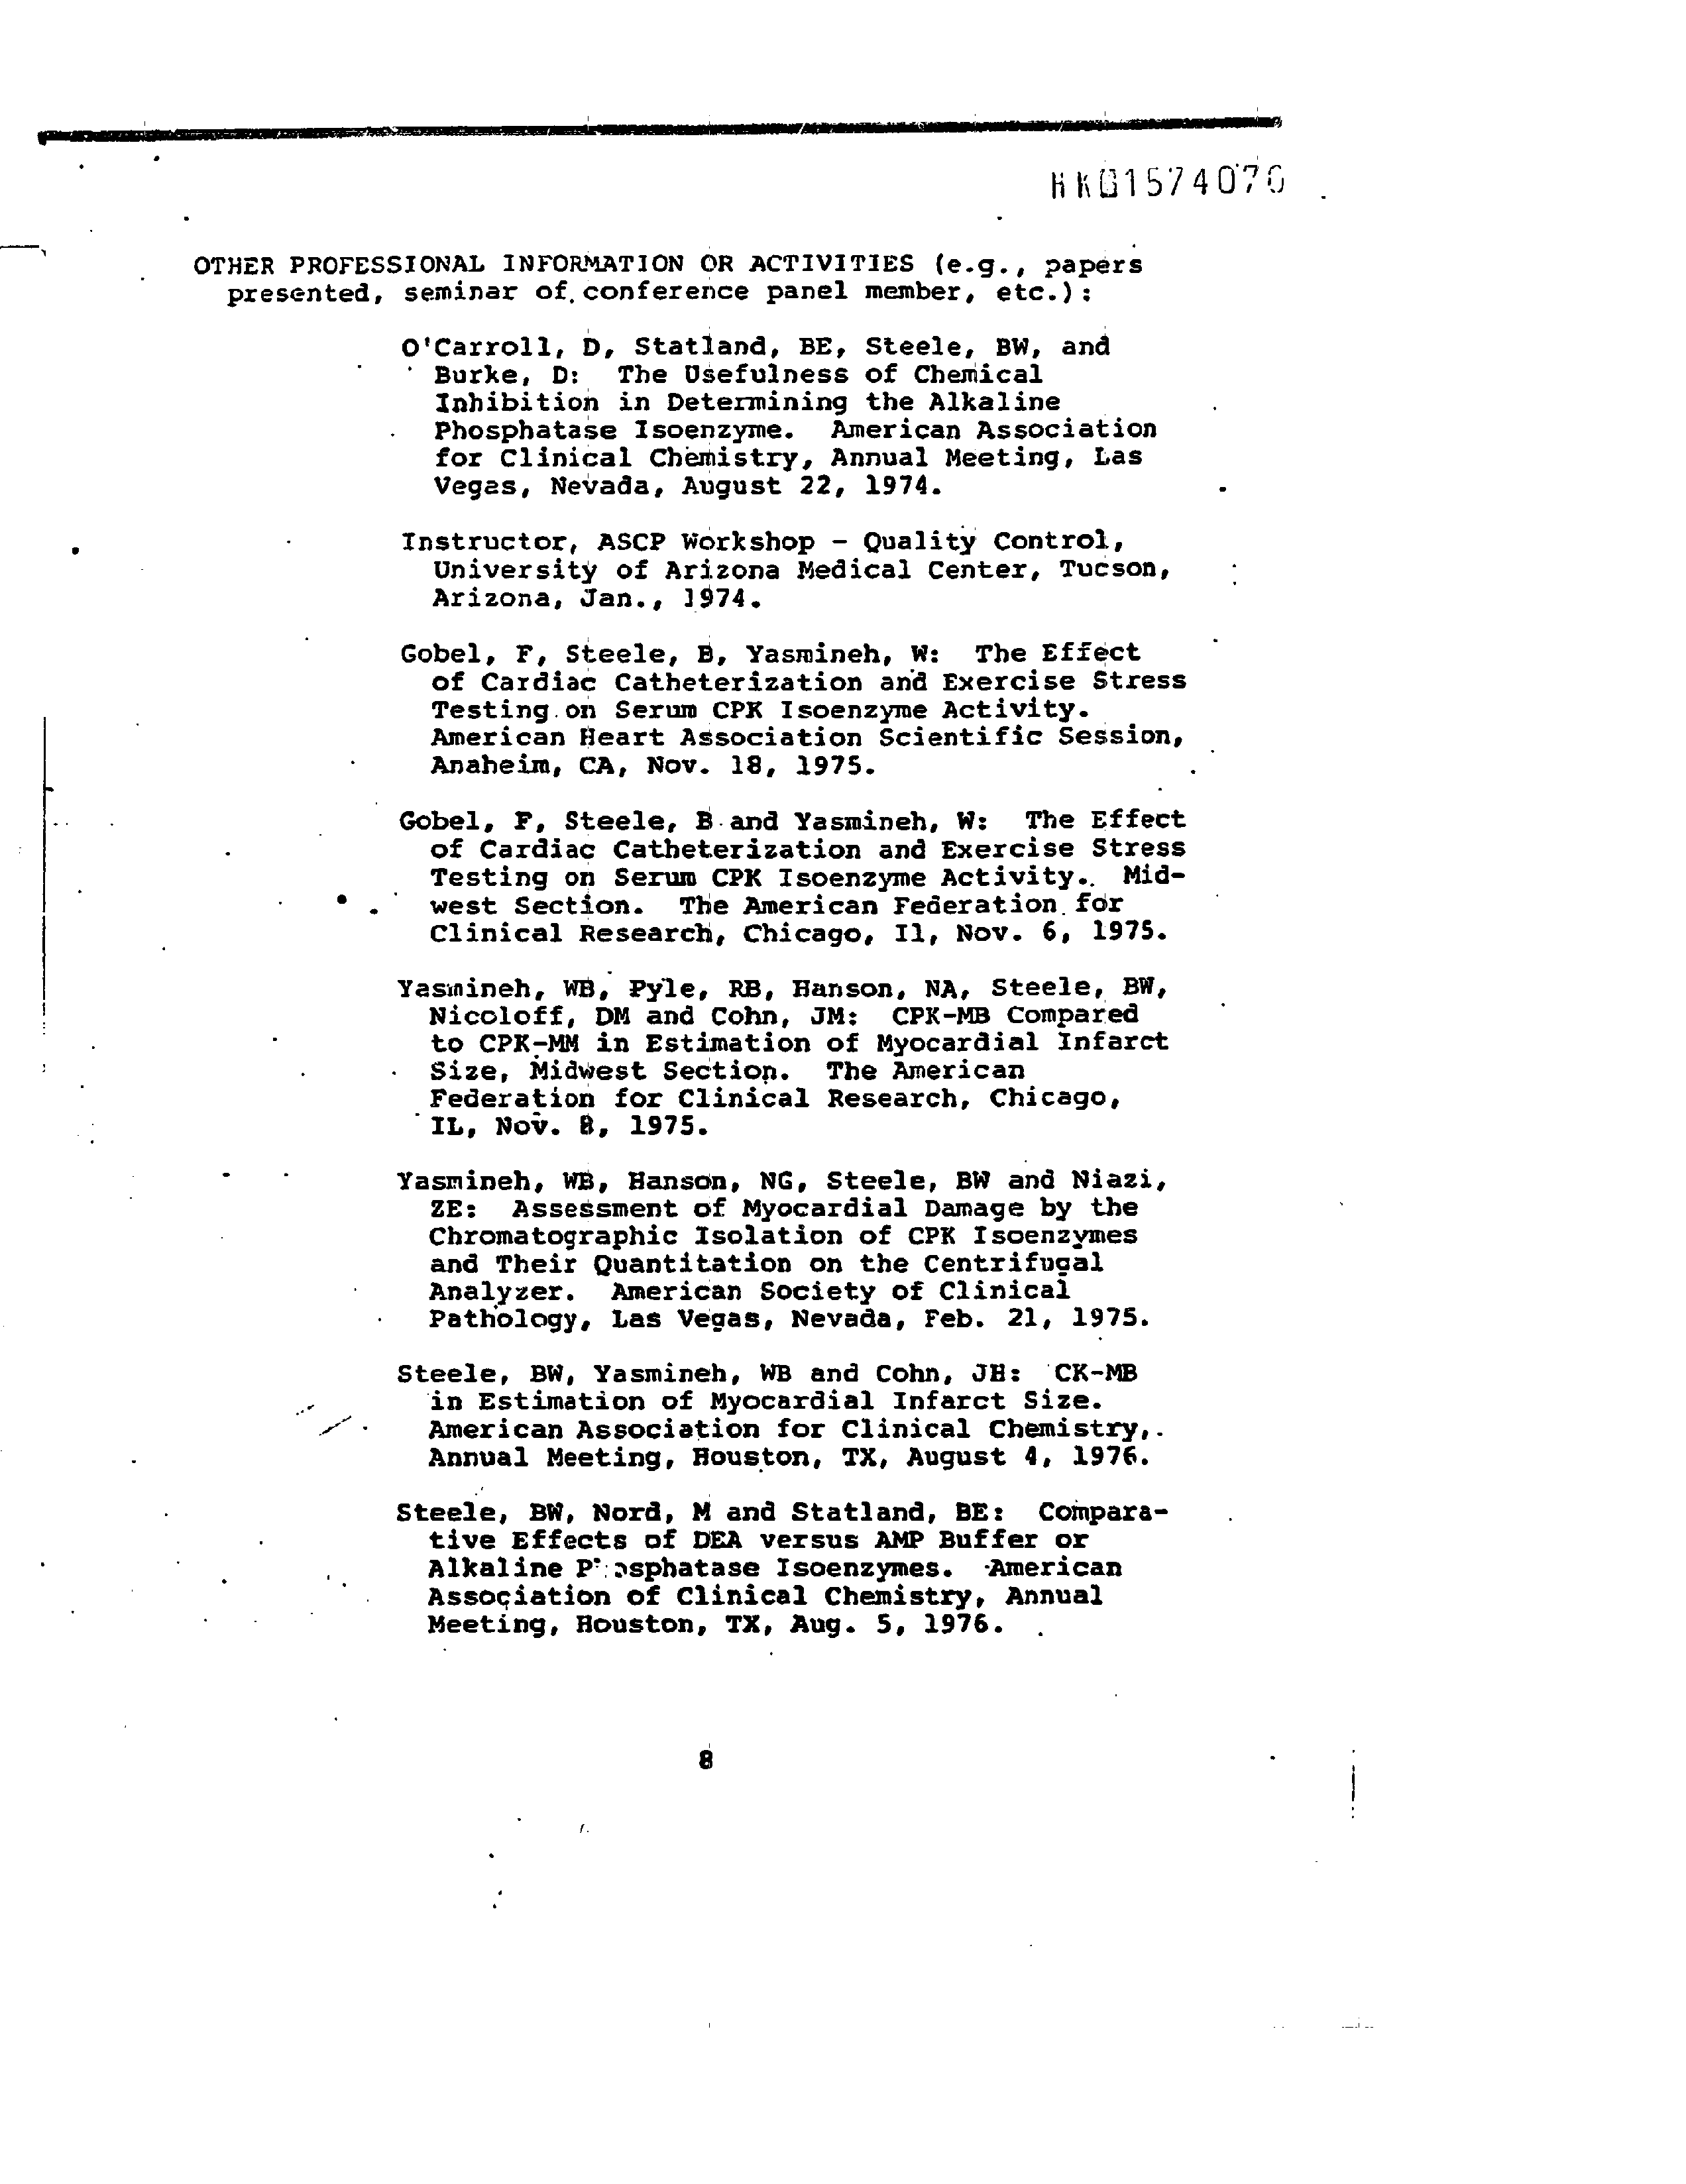 OTHER PROFESSIONAL INFORMATION OR ACTIVITIES (e.g., papers
presented, seminar of conference panel member, etc.):
O'Carroll, D, Statland, BE, Steele, BW, and
Burke, D: The Usefulness of Chemical
Inhibition in Determining the Alkaline
Phosphatase Isoenzyme. American Association
for Clinical Chemistry, Annual Meeting, Las
Vegas, Nevada, August 22, 1974.
Instructor, ASCP Workshop - Quality Control,
University of Arizona Medical Center, Tucson,
Arizona, Jan., 1974.
Gobel, F, Steele, B, Yasmineh, W: The Effect
of Cardiac Catheterization and Exercise Stress
Testing on Serum CPK Isoenzyme Activity.
American Heart Association Scientific Session,
Anaheim, CA, Nov. 18, 1975.
Gobel, F, Steele, B and Yasmineh, W: The Effect
of Cardiac Catheterization and Exercise Stress
Testing on Serum CPK Isoenzyme Activity. Mid-
west Section. The American Federation for
Clinical Research, Chicago, Il, Nov. 6, 1975.
Yasmineh, WB, Pyle, RB, Hanson, NA, Steele, BW,
Nicoloff, DM and Cohn, JM: CPK-MB Compared
to CPK-MM in Estimation of Myocardial Infarct
Size, Midwest Section. The American
Federation for Clinical Research, Chicago,
IL, Nov. 8, 1975.
Yasmineh, WB, Hanson, NG, Steele, BW and Niazi,
ZE: Assessment of Myocardial Damage by the
Chromatographic Isolation of CPK Isoenzymes
and Their Quantitation on the Centrifugal
Analyzer. American Society of Clinical
Pathology, Las Vegas, Nevada, Feb. 21, 1975.
Steele, BW, Yasmineh, WB and Cohn, JH: CK-MB
in Estimation of Myocardial Infarct Size.
American Association for Clinical Chemistry,
Annual Meeting, Houston, TX, August 4, 1976.
Steele, BW, Nord, M and Statland, BE: Compara-
tive Effects of DEA versus AMP Buffer or
Alkaline Phosphatase Isoenzymes. American
Association of Clinical Chemistry, Annual
Meeting, Houston, TX, Aug. 5, 1976.
8